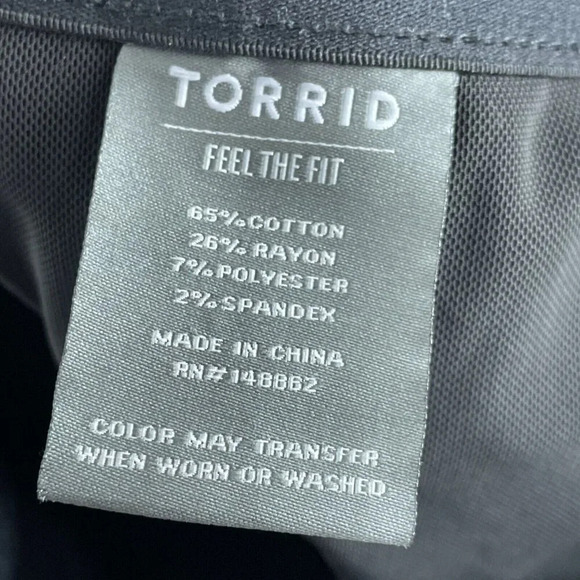 TORRID
FEEL THE FIT
65% COTTON
26% RAYON
7% POLYESTER
2% SPANDEX
MADE IN CHINA
RN# 148862
COLOR MAY TRANSFER
WHEN WORN OR WASHED